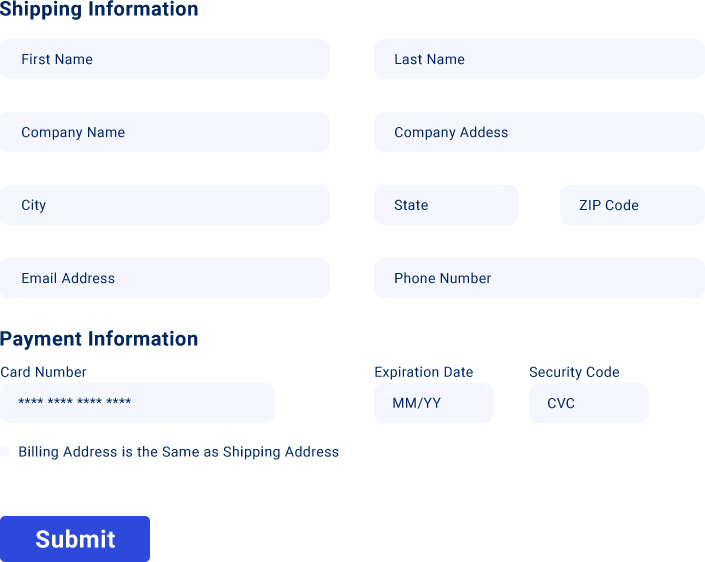 Shipping Information
First Name Last Name
Company Name Company Addess
City State ZIP Code
Email Address Phone Number
Payment Information
Card Number Expiration Date Security Code
**** **** **** **** MM/YY CVC
Billing Address is the Same as Shipping Address
Submit